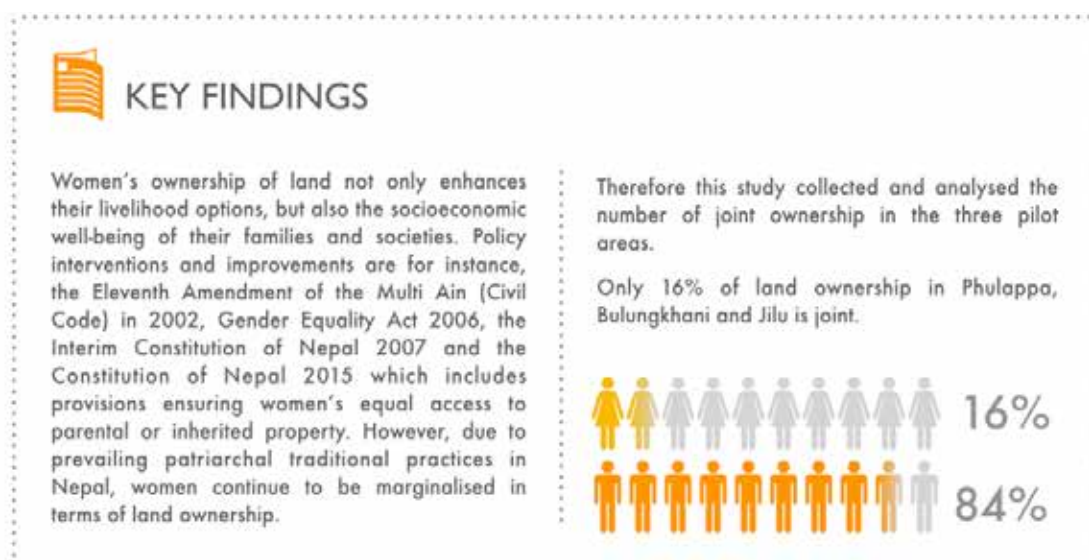 KEY FINDINGS
Women's ownership of land not only enhances
their livelihood options, but also the socioeconomic
well-being of their families and societies. Policy
interventions and improvements are for instance,
the Eleventh Amendment of the Multi Ain (Civil
Code) in 2002, Gender Equality Act 2006, the
Interim Constitution of Nepal 2007 and the
Constitution of Nepal 2015 which includes
provisions ensuring women's equal access to
parental or inherited property. However, due to
prevailing patriarchal traditional practices in
Nepal, women continue to be marginalised in
terms of land ownership.
Therefore this study collected and analysed the
number of joint ownership in the three pilot
areas.
Only 16% of land ownership in Phulappa,
Bulungkhani and Jilu is joint.
16%
84%